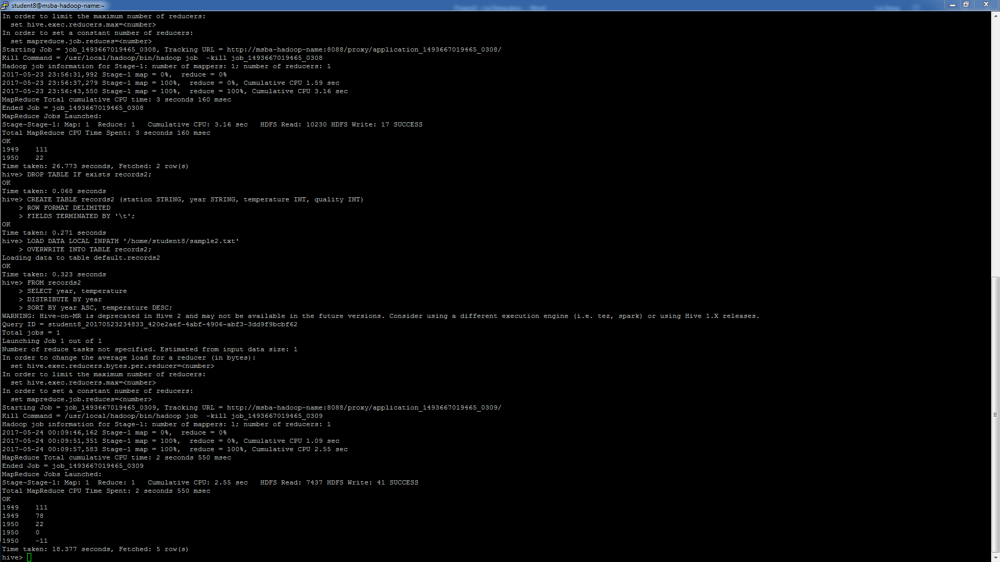 student8@msba-hadoop-name:~
In order to limit the maximum number of reducers:
  set hive.exec.reducers.max=<number>
In order to set a constant number of reducers:
  set mapreduce.job.reduces=<number>
Starting Job = job_1493667019465_0308, Tracking URL = http://msba-hadoop-name:8088/proxy/application_1493667019465_0308/
Kill Command = /usr/local/hadoop/bin/hadoop job  -kill job_1493667019465_0308
Hadoop job information for Stage-1: number of mappers: 1; number of reducers: 1
2017-05-23 23:56:31,992 Stage-1 map = 0%,  reduce = 0%
2017-05-23 23:56:37,279 Stage-1 map = 100%,  reduce = 0%, Cumulative CPU 1.59 sec
2017-05-23 23:56:43,550 Stage-1 map = 100%,  reduce = 100%, Cumulative CPU 3.16 sec
MapReduce Total cumulative CPU time: 3 seconds 160 msec
Ended Job = job_1493667019465_0308
MapReduce Jobs Launched:
Stage-Stage-1: Map: 1  Reduce: 1   Cumulative CPU: 3.16 sec   HDFS Read: 10230 HDFS Write: 17 SUCCESS
Total MapReduce CPU Time Spent: 3 seconds 160 msec
OK
1949    111
1950    22
Time taken: 26.773 seconds, Fetched: 2 row(s)
hive> DROP TABLE IF exists records2;
OK
Time taken: 0.068 seconds
hive> CREATE TABLE records2 (station STRING, year STRING, temperature INT, quality INT)
    > ROW FORMAT DELIMITED
    > FIELDS TERMINATED BY '\t';
OK
Time taken: 0.271 seconds
hive> LOAD DATA LOCAL INPATH '/home/student8/sample2.txt'
    > OVERWRITE INTO TABLE records2;
Loading data to table default.records2
OK
Time taken: 0.323 seconds
hive> FROM records2
    > SELECT year, temperature
    > DISTRIBUTE BY year
    > SORT BY year ASC, temperature DESC;
WARNING: Hive-on-MR is deprecated in Hive 2 and may not be available in the future versions. Consider using a different execution engine (i.e. tez, spark) or using Hive 1.X releases.
Query ID = student8_20170523234833_420e2aef-4abf-4906-abf3-3dd9f9bcbf62
Total jobs = 1
Launching Job 1 out of 1
Number of reduce tasks not specified. Estimated from input data size: 1
In order to change the average load for a reducer (in bytes):
  set hive.exec.reducers.bytes.per.reducer=<number>
In order to limit the maximum number of reducers:
  set hive.exec.reducers.max=<number>
In order to set a constant number of reducers:
  set mapreduce.job.reduces=<number>
Starting Job = job_1493667019465_0309, Tracking URL = http://msba-hadoop-name:8088/proxy/application_1493667019465_0309/
Kill Command = /usr/local/hadoop/bin/hadoop job  -kill job_1493667019465_0309
Hadoop job information for Stage-1: number of mappers: 1; number of reducers: 1
2017-05-24 00:09:46,162 Stage-1 map = 0%,  reduce = 0%
2017-05-24 00:09:51,351 Stage-1 map = 100%,  reduce = 0%, Cumulative CPU 1.09 sec
2017-05-24 00:09:57,583 Stage-1 map = 100%,  reduce = 100%, Cumulative CPU 2.55 sec
MapReduce Total cumulative CPU time: 2 seconds 550 msec
Ended Job = job_1493667019465_0309
MapReduce Jobs Launched:
Stage-Stage-1: Map: 1  Reduce: 1   Cumulative CPU: 2.55 sec   HDFS Read: 7437 HDFS Write: 41 SUCCESS
Total MapReduce CPU Time Spent: 2 seconds 550 msec
OK
1949    111
1949    78
1950    22
1950    0
1950    -11
Time taken: 18.377 seconds, Fetched: 5 row(s)
hive>